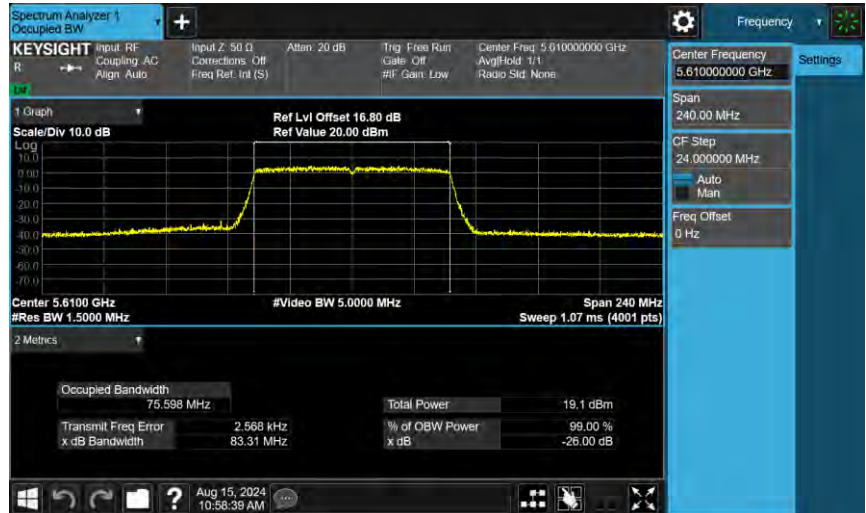 Spectrum Analyzer 1
Occupied BW
Frequency
KEYSIGHT
R
Input: RF
Coupling: AC
Align: Auto
Input Z: 50 Ω
Corrections: Off
Freq Ref: Int (S)
Atten: 20 dB
Trig: Free Run
Gate: Off
#IF Gain: Low
Center Freq: 5.610000000 GHz
Avg|Hold: 1/1
Radio Std: None
Center Frequency
5.610000000 GHz
Settings
Span
240.00 MHz
CF Step
24.000000 MHz
Auto
Man
Freq Offset
0 Hz
1 Graph
Scale/Div 10.0 dB
Ref Lvl Offset 16.80 dB
Ref Value 20.00 dBm
Log
10.0
0.00
-10.0
-20.0
-30.0
-40.0
-50.0
-60.0
-70.0
Center 5.6100 GHz
#Video BW 5.0000 MHz
Span 240 MHz
#Res BW 1.5000 MHz
Sweep 1.07 ms (4001 pts)
2 Metrics
Occupied Bandwidth
75.598 MHz
Total Power 19.1 dBm
Transmit Freq Error 2.568 kHz
% of OBW Power 99.00 %
x dB Bandwidth 83.31 MHz
x dB -26.00 dB
?
Aug 15, 2024
10:58:39 AM